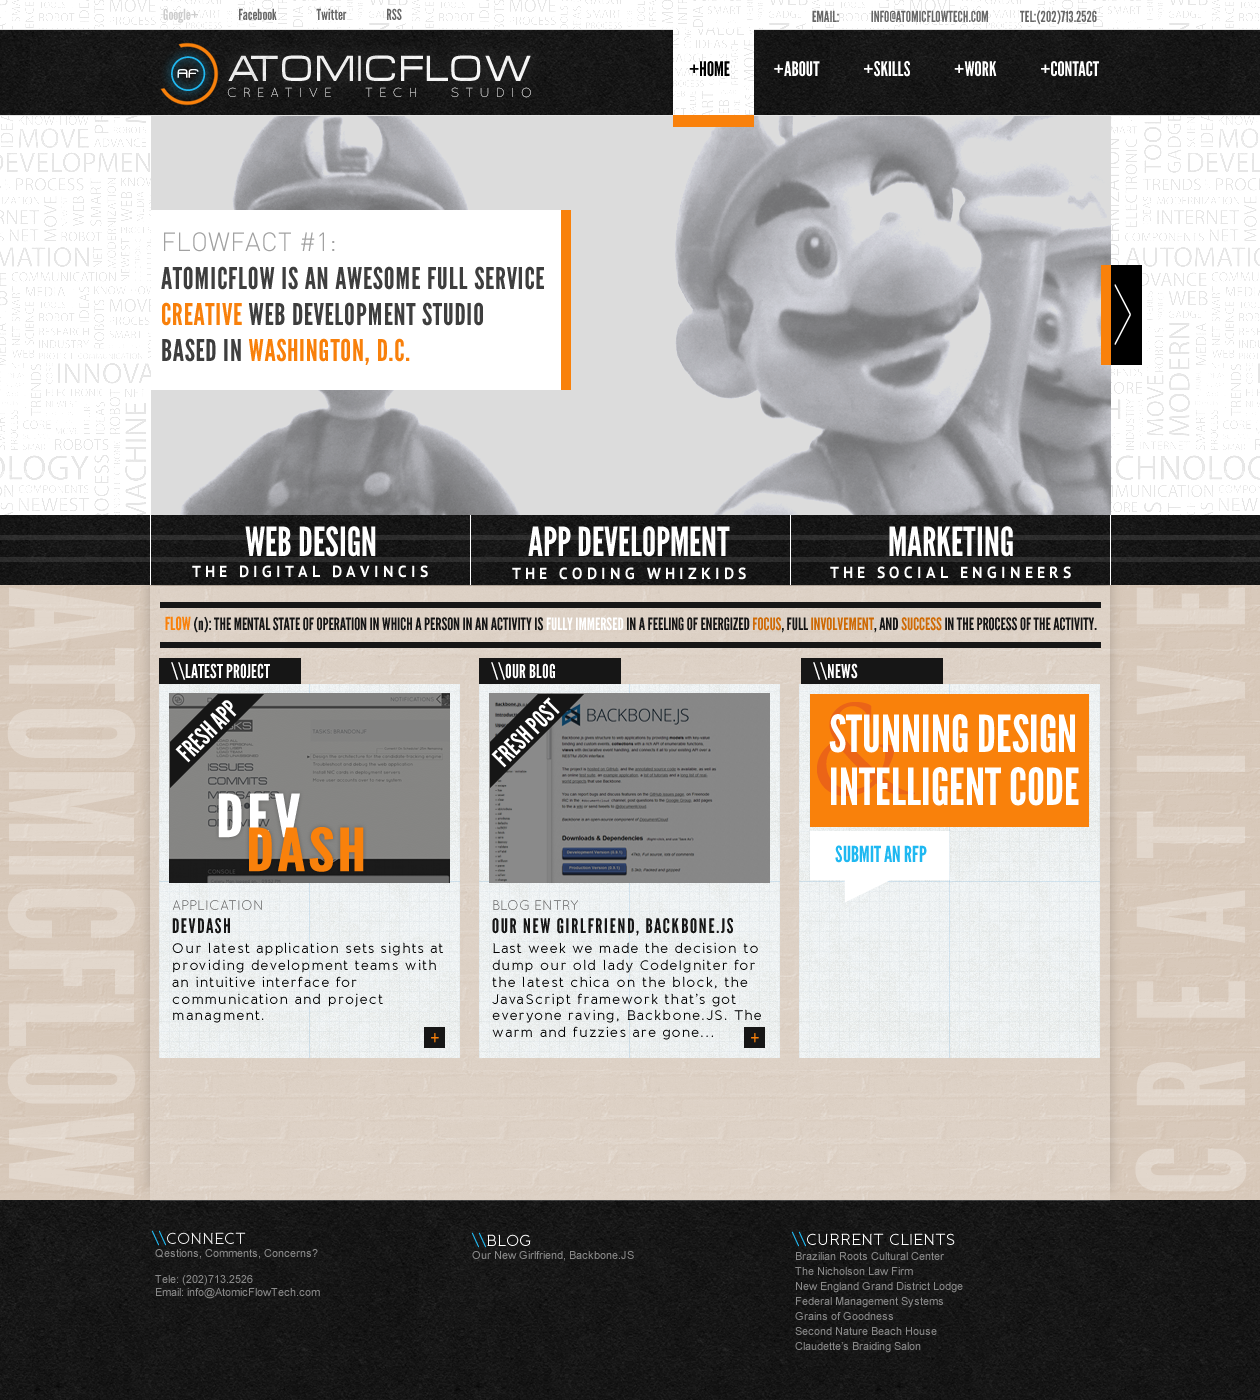 Google+ Facebook Twitter RSS
EMAIL: INFO@ATOMICFLOWTECH.COM TEL:(202)713.2526
AF ATOMICFLOW
CREATIVE TECH STUDIO
+HOME +ABOUT +SKILLS +WORK +CONTACT
FLOWFACT #1:
ATOMICFLOW IS AN AWESOME FULL SERVICE
CREATIVE WEB DEVELOPMENT STUDIO
BASED IN WASHINGTON, D.C.
WEB DESIGN
THE DIGITAL DAVINCIS
APP DEVELOPMENT
THE CODING WHIZKIDS
MARKETING
THE SOCIAL ENGINEERS
FLOW (n): THE MENTAL STATE OF OPERATION IN WHICH A PERSON IN AN ACTIVITY IS FULLY IMMERSED IN A FEELING OF ENERGIZED FOCUS, FULL INVOLVEMENT, AND SUCCESS IN THE PROCESS OF THE ACTIVITY.
ATOMICFLOW
CREATIVE
\\LATEST PROJECT
FRESH APP
NOTIFICATIONS
ISSUES
COMMITS
DEV
DASH
APPLICATION
DEVDASH
Our latest application sets sights at
providing development teams with
an intuitive interface for
communication and project
managment.
+
\\OUR BLOG
FRESH POST
BACKBONE.JS
Downloads & Dependencies
BLOG ENTRY
OUR NEW GIRLFRIEND, BACKBONE.JS
Last week we made the decision to
dump our old lady CodeIgniter for
the latest chica on the block, the
JavaScript framework that's got
everyone raving, Backbone.JS. The
warm and fuzzies are gone...
+
\\NEWS
&
STUNNING DESIGN
INTELLIGENT CODE
SUBMIT AN RFP
\\CONNECT
Qestions, Comments, Concerns?
Tele: (202)713.2526
Email: info@AtomicFlowTech.com
\\BLOG
Our New Girlfriend, Backbone.JS
\\CURRENT CLIENTS
Brazilian Roots Cultural Center
The Nicholson Law Firm
New England Grand District Lodge
Federal Management Systems
Grains of Goodness
Second Nature Beach House
Claudette's Braiding Salon